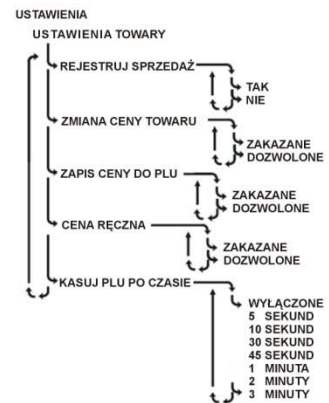 USTAWIENIA
USTAWIENIA TOWARY
REJESTRUJ SPRZEDAŻ
TAK
NIE
ZMIANA CENY TOWARU
ZAKAZANE
DOZWOLONE
ZAPIS CENY DO PLU
ZAKAZANE
DOZWOLONE
CENA RĘCZNA
ZAKAZANE
DOZWOLONE
KASUJ PLU PO CZASIE
WYŁĄCZONE
5 SEKUND
10 SEKUND
30 SEKUND
45 SEKUND
1 MINUTA
2 MINUTY
3 MINUTY